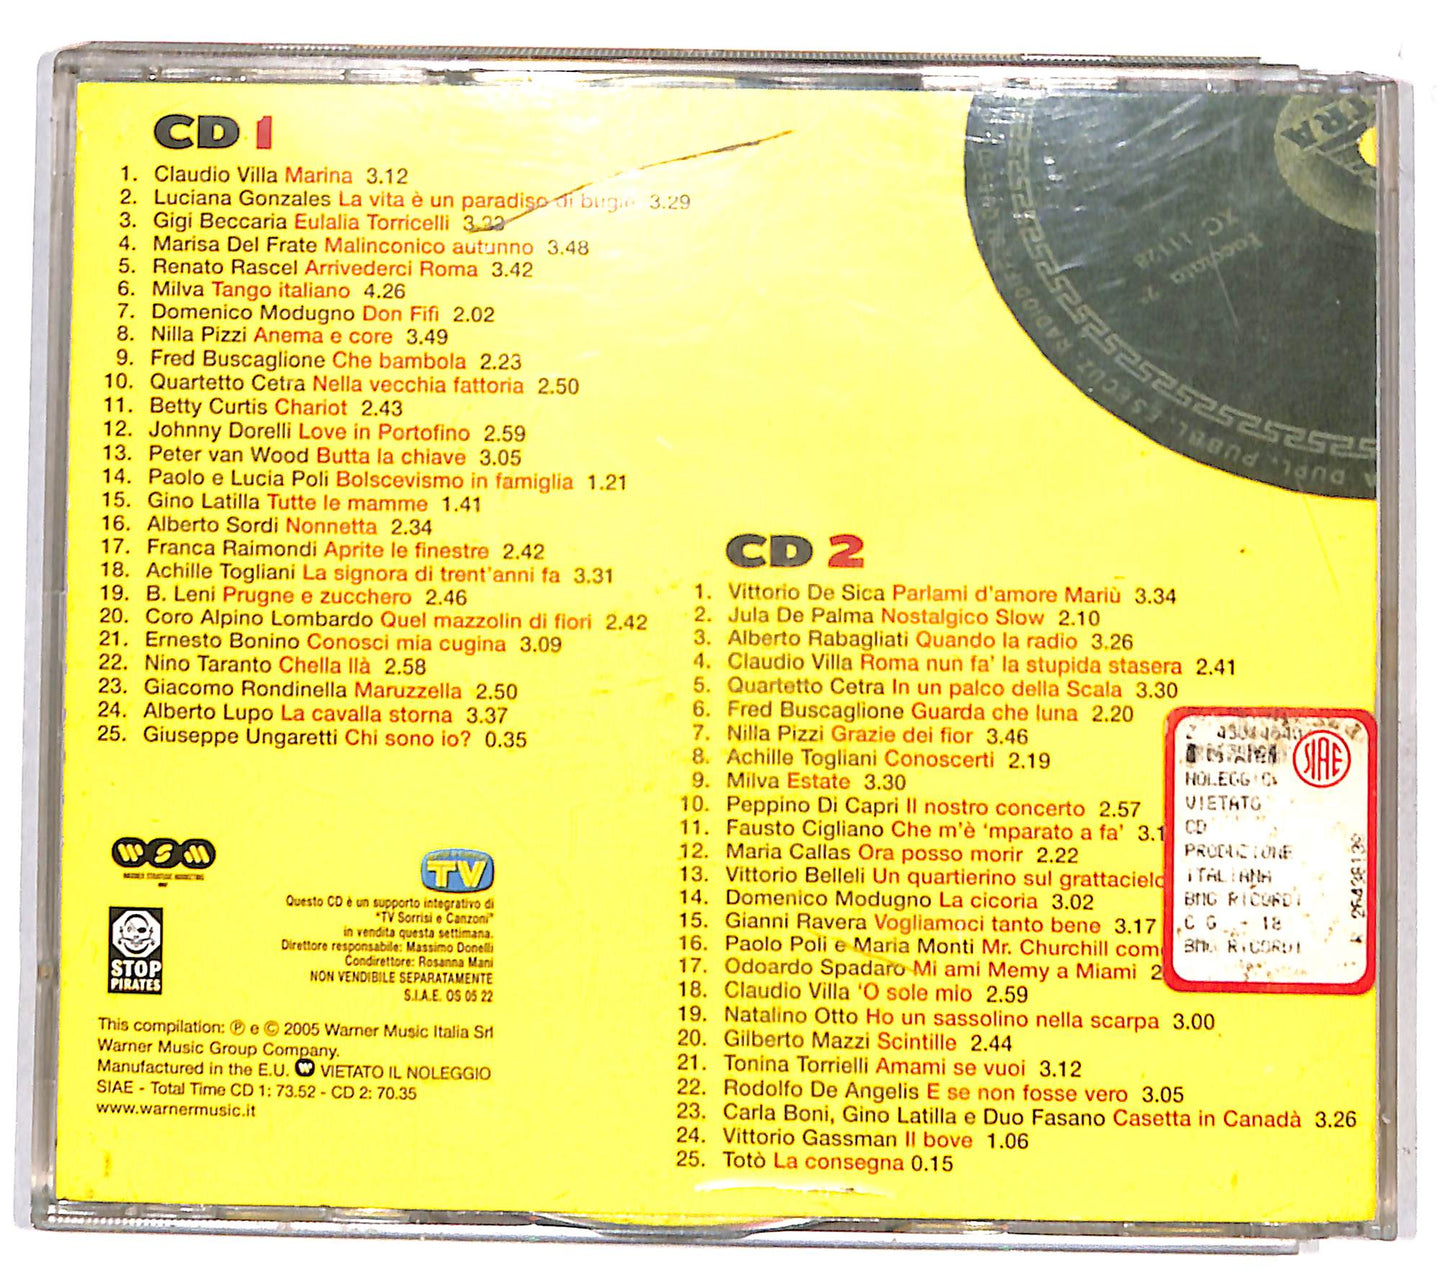 CD 1
1. Claudio Villa Marina 3.12
2. Luciana Gonzales La vita è un paradiso di bugie 3.29
3. Gigi Beccaria Eulalia Torricelli
4. Marisa Del Frate Malinconico autunno 3.48
5. Renato Rascel Arrivederci Roma 3.42
6. Milva Tango italiano 4.26
7. Domenico Modugno Don Fifi 2.02
8. Nilla Pizzi Anema e core 3.49
9. Fred Buscaglione Che bambola 2.23
10. Quartetto Cetra Nella vecchia fattoria 2.50
11. Betty Curtis Chariot 2.43
12. Johnny Dorelli Love in Portofino 2.59
13. Peter van Wood Butta la chiave 3.05
14. Paolo e Lucia Poli Bolscevismo in famiglia 1.21
15. Gino Latilla Tutte le mamme 1.41
16. Alberto Sordi Nonnetta 2.34
17. Franca Raimondi Aprite le finestre 2.42
18. Achille Togliani La signora di trent'anni fa 3.31
19. B. Leni Prugne e zucchero 2.46
20. Coro Alpino Lombardo Quel mazzolin di fiori 2.42
21. Ernesto Bonino Conosci mia cugina 3.09
22. Nino Taranto Chella llà 2.58
23. Giacomo Rondinella Maruzzella 2.50
24. Alberto Lupo La cavalla storna 3.37
25. Giuseppe Ungaretti Chi sono io? 0.35
CD 2
1. Vittorio De Sica Parlami d'amore Mariù 3.34
2. Jula De Palma Nostalgico Slow 2.10
3. Alberto Rabagliati Quando la radio 3.26
4. Claudio Villa Roma nun fa' la stupida stasera 2.41
5. Quartetto Cetra In un palco della Scala 3.30
6. Fred Buscaglione Guarda che luna 2.20
7. Nilla Pizzi Grazie dei fior 3.46
8. Achille Togliani Conoscerti 2.19
9. Milva Estate 3.30
10. Peppino Di Capri Il nostro concerto 2.57
11. Fausto Cigliano Che m'è 'mparato a fa' 3.1
12. Maria Callas Ora posso morir 2.22
13. Vittorio Belleli Un quartierino sul grattacielo
14. Domenico Modugno La cicoria 3.02
15. Gianni Ravera Vogliamoci tanto bene 3.17
16. Paolo Poli e Maria Monti Mr. Churchill com
17. Odoardo Spadaro Mi ami Memy a Miami 2
18. Claudio Villa 'O sole mio 2.59
19. Natalino Otto Ho un sassolino nella scarpa 3.00
20. Gilberto Mazzi Scintille 2.44
21. Tonina Torrielli Amami se vuoi 3.12
22. Rodolfo De Angelis E se non fosse vero 3.05
23. Carla Boni, Gino Latilla e Duo Fasano Casetta in Canadà 3.26
24. Vittorio Gassman Il bove 1.06
25. Totò La consegna 0.15
SIAE
NOLEGGIO
VIETATO
CD
PRODUZIONE
ITALIANA
BMG RICORDI
C G - 18
BMG RICORDI
WSM
WARNER STRATEGIC MARKETING
TV
Questo CD è un supporto integrativo di
"TV Sorrisi e Canzoni"
in vendita questa settimana.
Direttore responsabile: Massimo Donelli
Condirettore: Rosanna Mani
NON VENDIBILE SEPARATAMENTE
S.I.A.E. OS 05 22
STOP
PIRATES
This compilation: ℗ e © 2005 Warner Music Italia Srl
Warner Music Group Company.
Manufactured in the E.U. VIETATO IL NOLEGGIO
SIAE - Total Time CD 1: 73.52 - CD 2: 70.35
www.warnermusic.it